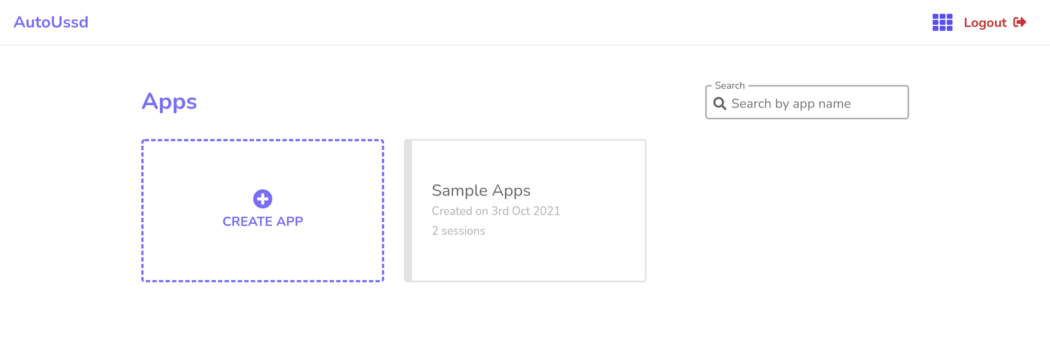 AutoUssd
Logout
Apps
Search
Search by app name
CREATE APP
Sample Apps
Created on 3rd Oct 2021
2 sessions